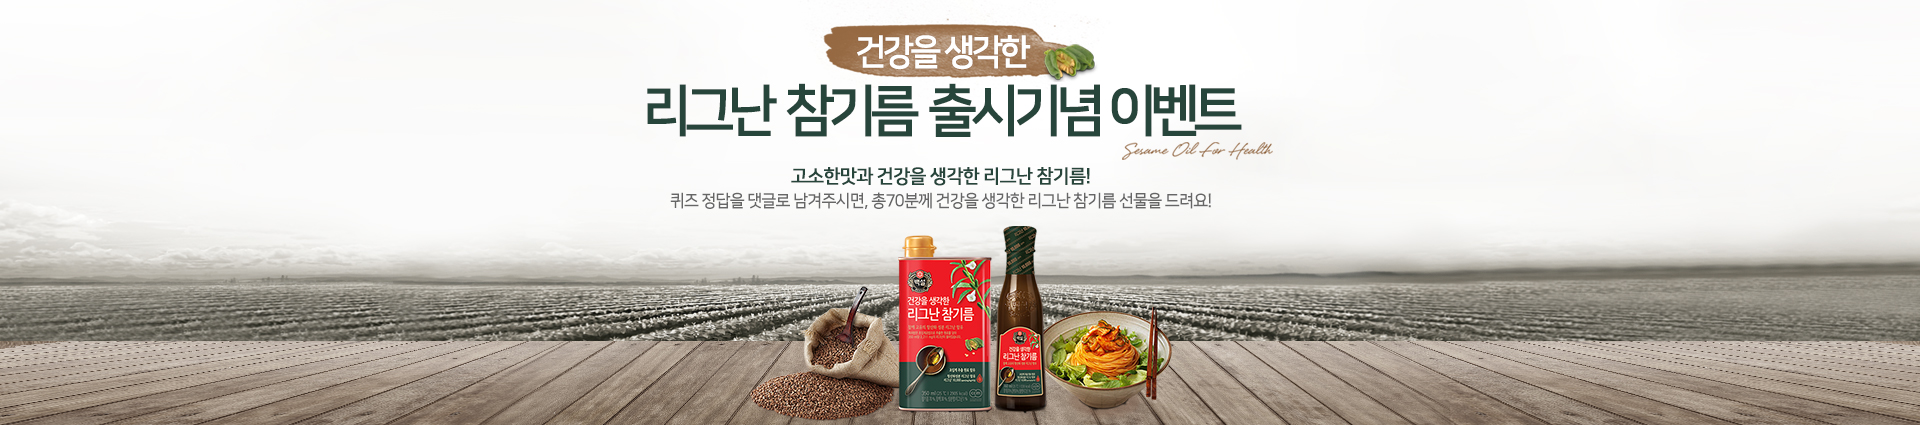 건강을 생각한
리그난 참기름 출시기념 이벤트
Sesame Oil For Health
고소한맛과 건강을 생각한 리그난 참기름!
퀴즈 정답을 댓글로 남겨주시면, 총70분께 건강을 생각한 리그난 참기름 선물을 드려요!
백설
건강을 생각한
리그난 참기름
백설
건강을 생각한
리그난 참기름